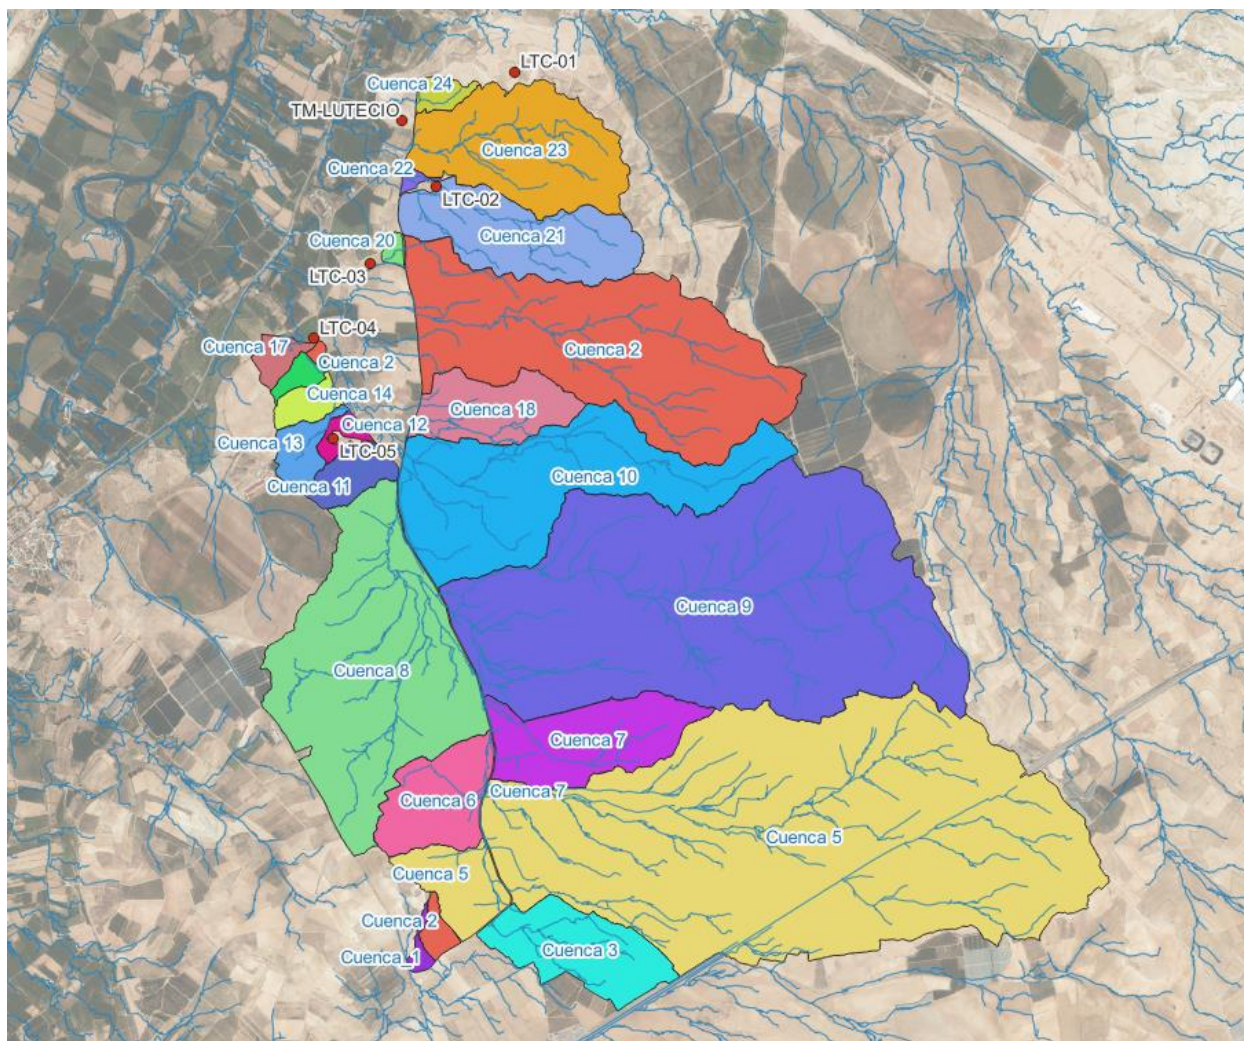 LTC-01
Cuenca 24
TM-LUTECIO
Cuenca 23
Cuenca 22
LTC-02
Cuenca 21
Cuenca 20
LTC-03
LTC-04
Cuenca 17
Cuenca 2
Cuenca 2
Cuenca 14
Cuenca 18
Cuenca 12
Cuenca 13
LTC-05
Cuenca 10
Cuenca 11
Cuenca 9
Cuenca 8
Cuenca 7
Cuenca 7
Cuenca 6
Cuenca 5
Cuenca 5
Cuenca 2
Cuenca 3
Cuenca_1